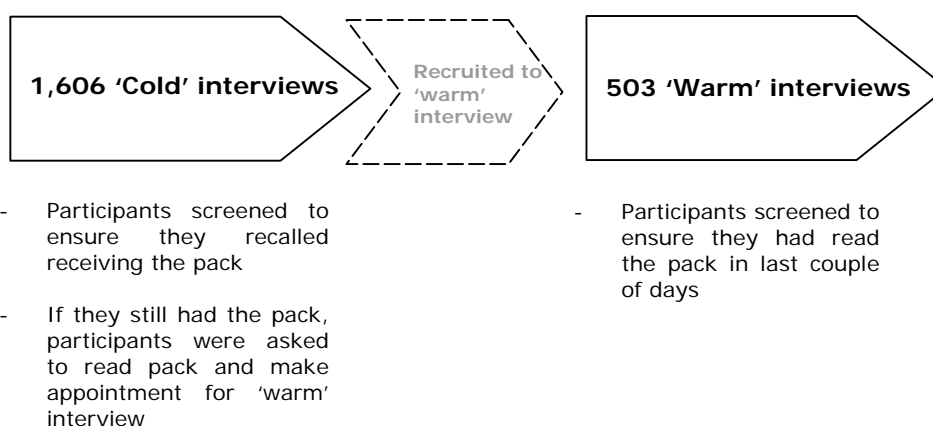 1,606 ‘Cold’ interviews
Recruited to
‘warm’
interview
503 ‘Warm’ interviews
- Participants screened to
ensure they recalled
receiving the pack
- If they still had the pack,
participants were asked
to read pack and make
appointment for ‘warm’
interview
- Participants screened to
ensure they had read
the pack in last couple
of days